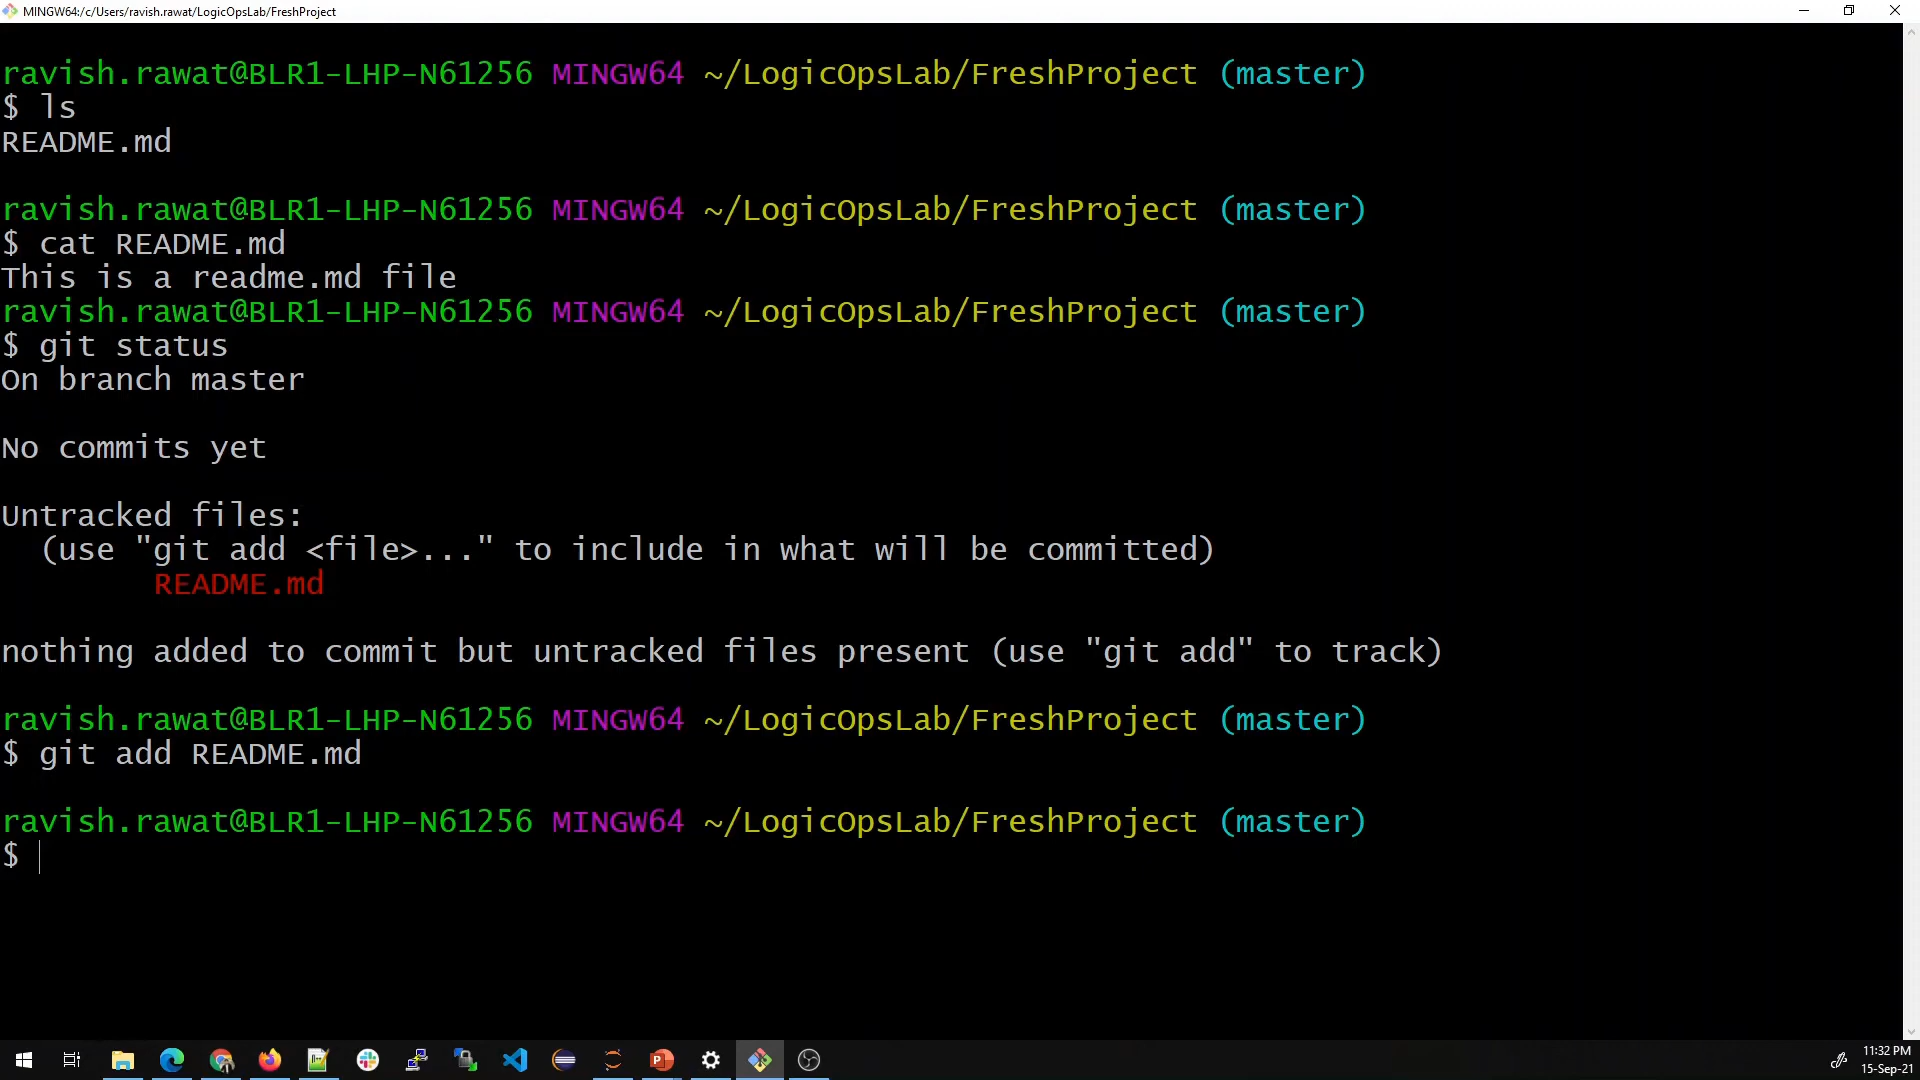 MINGW64:/c/Users/ravish.rawat/LogicOpsLab/FreshProject
ravish.rawat@BLR1-LHP-N61256 MINGW64 ~/LogicOpsLab/FreshProject (master)
$ ls
README.md
ravish.rawat@BLR1-LHP-N61256 MINGW64 ~/LogicOpsLab/FreshProject (master)
$ cat README.md
This is a readme.md file
ravish.rawat@BLR1-LHP-N61256 MINGW64 ~/LogicOpsLab/FreshProject (master)
$ git status
On branch master
No commits yet
Untracked files:
(use "git add <file>..." to include in what will be committed)
README.md
nothing added to commit but untracked files present (use "git add" to track)
ravish.rawat@BLR1-LHP-N61256 MINGW64 ~/LogicOpsLab/FreshProject (master)
$ git add README.md
ravish.rawat@BLR1-LHP-N61256 MINGW64 ~/LogicOpsLab/FreshProject (master)
$
11:32 PM
15-Sep-21